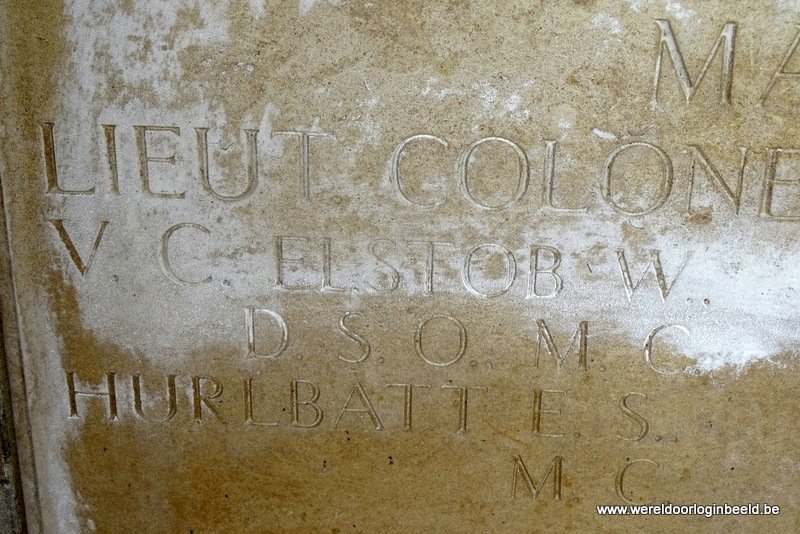 MA
LIEUT COLONE
V C ELSTOB W.
D.S.O. M.C
HURLBATT E.S.
M C
www.wereldoorloginbeeld.be